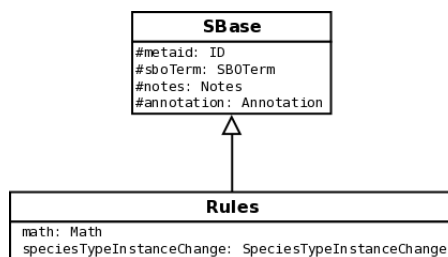 SBase
#metaid: ID
#sboTerm: SBOTerm
#notes: Notes
#annotation: Annotation
Rules
math: Math
speciesTypeInstanceChange: SpeciesTypeInstanceChange